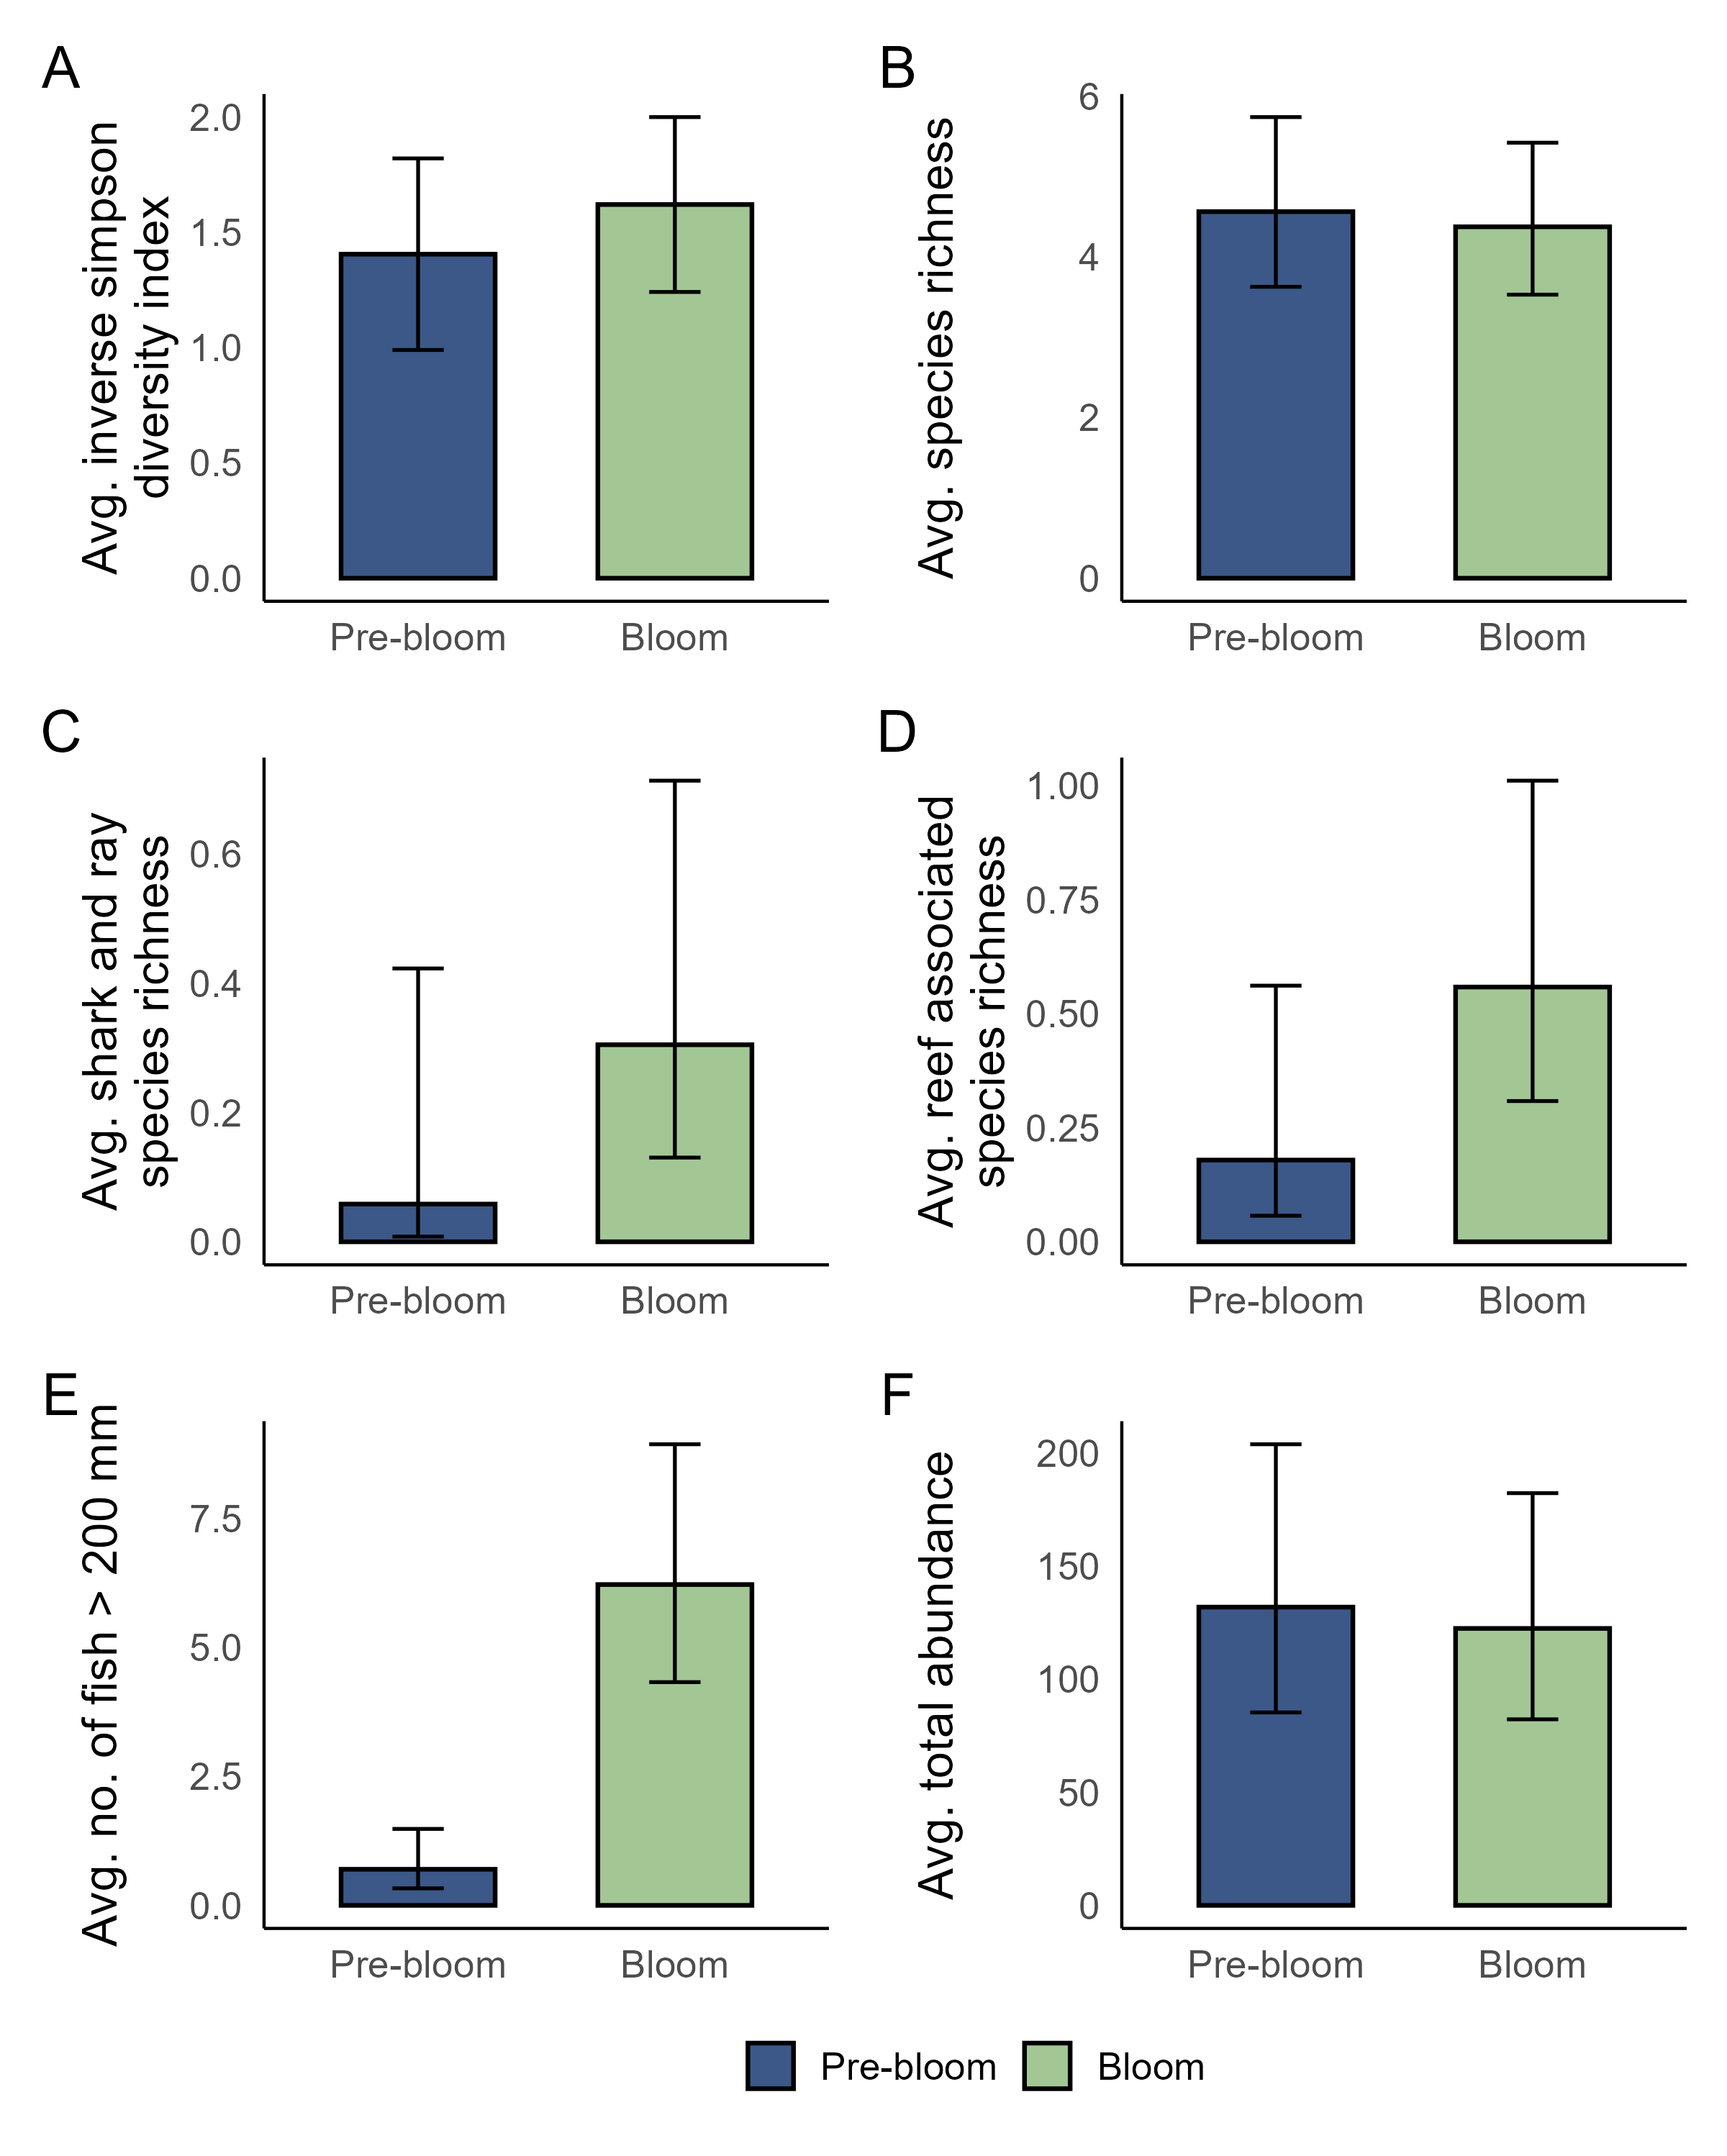 A
Avg. inverse simpson
diversity index
2.0
1.5
1.0
0.5
0.0
Pre-bloom Bloom
B
Avg. species richness
6
4
2
0
Pre-bloom Bloom
C
Avg. shark and ray
species richness
0.6
0.4
0.2
0.0
Pre-bloom Bloom
D
Avg. reef associated
species richness
1.00
0.75
0.50
0.25
0.00
Pre-bloom Bloom
E
Avg. no. of fish > 200 mm
7.5
5.0
2.5
0.0
Pre-bloom Bloom
F
Avg. total abundance
200
150
100
50
0
Pre-bloom Bloom
Pre-bloom Bloom